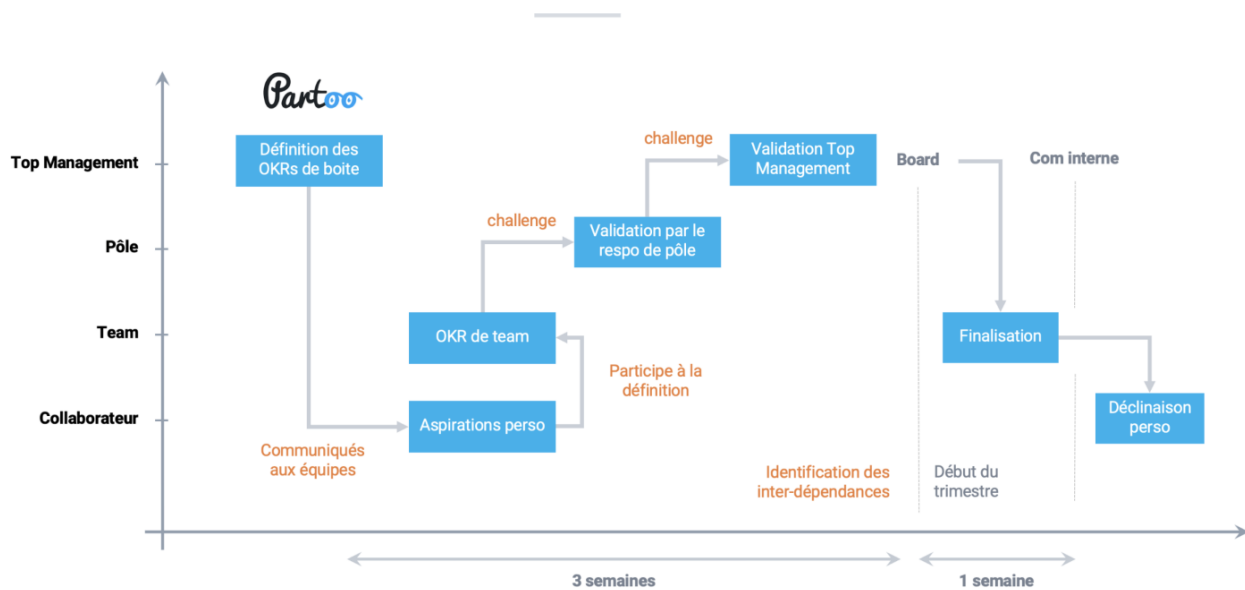 Partoo
Top Management
Définition des
OKRs de boite
challenge
Validation Top
Management
Board
Com interne
Pôle
challenge
Validation par le
respo de pôle
Team
OKR de team
Finalisation
Participe à la
définition
Collaborateur
Aspirations perso
Déclinaison
perso
Communiqués
aux équipes
Identification des
inter-dépendances
Début du
trimestre
3 semaines
1 semaine